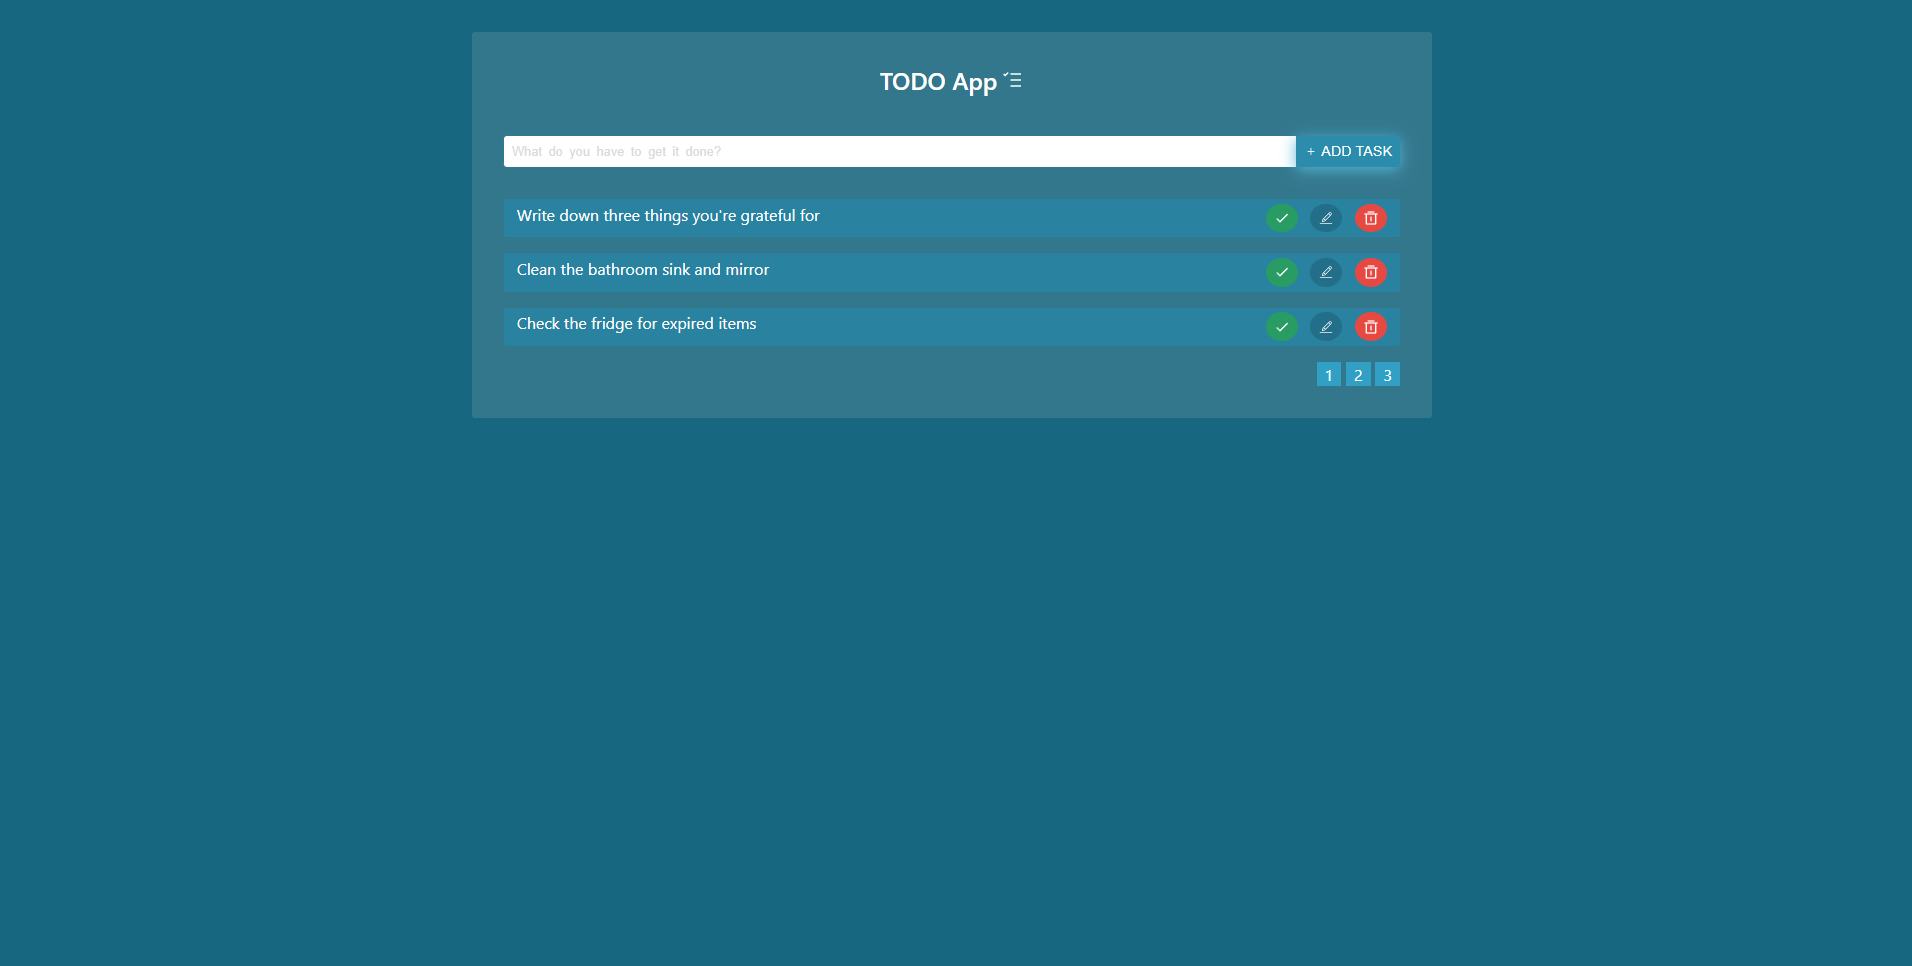 TODO App
What do you have to get it done?
+ ADD TASK
Write down three things you're grateful for
Clean the bathroom sink and mirror
Check the fridge for expired items
1 2 3